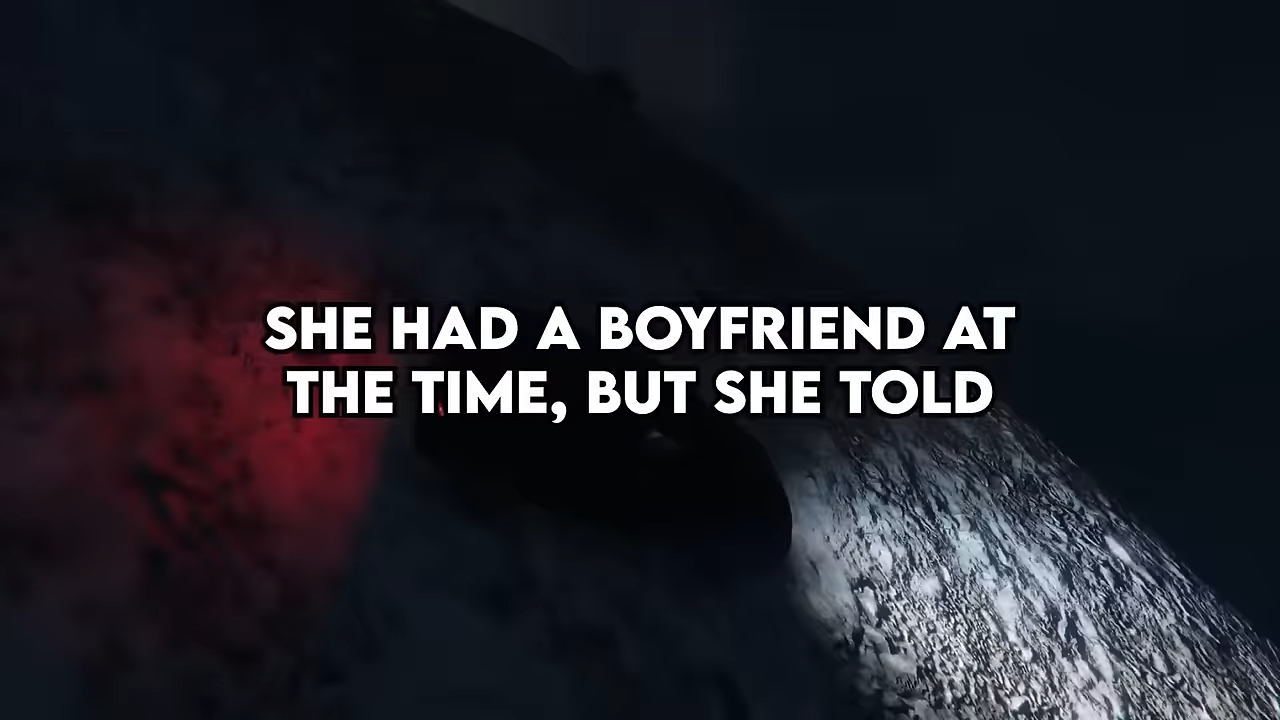 SHE HAD A BOYFRIEND AT
THE TIME, BUT SHE TOLD